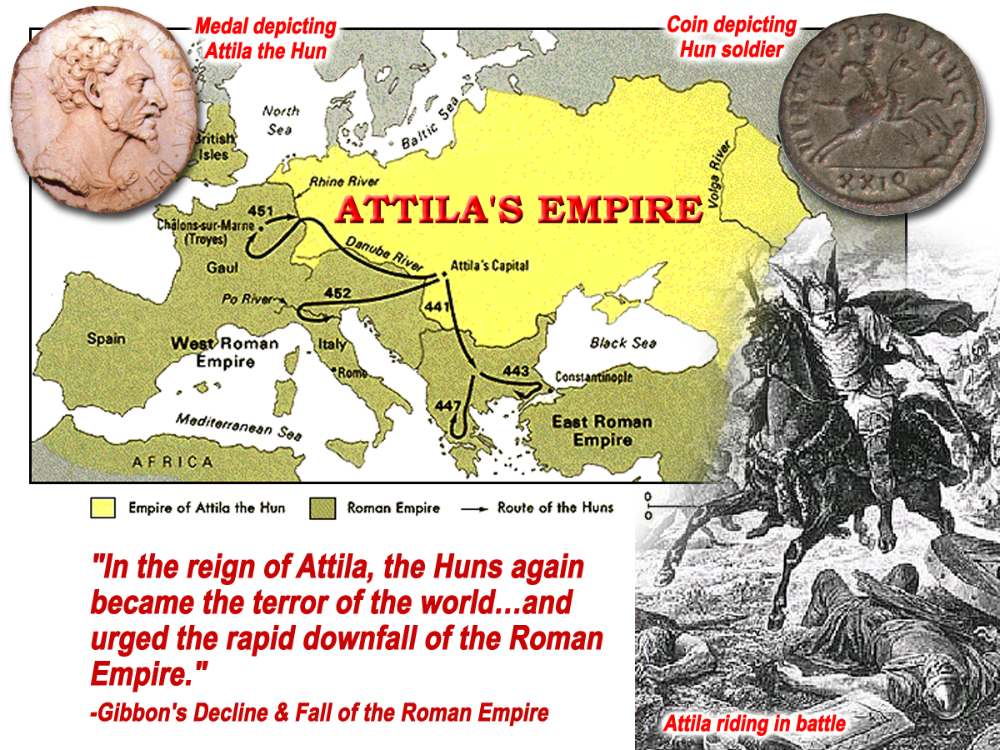 Medal depicting
Attila the Hun
Coin depicting
Hun soldier
North
Sea
Baltic Sea
British
Isles
Volga River
Rhine River
ATTILA'S EMPIRE
451
Châlons-sur-Marne
(Troyes)
Danube River
Gaul
Attila's Capital
Po River
452
441
Spain
West Roman
Empire
Italy
Rome
Black Sea
443
Constantinople
447
Mediterranean Sea
East Roman
Empire
AFRICA
XXIQ
0
0
Empire of Attila the Hun
Roman Empire
Route of the Huns
"In the reign of Attila, the Huns again
became the terror of the world...and
urged the rapid downfall of the Roman
Empire."
-Gibbon's Decline & Fall of the Roman Empire
Attila riding in battle